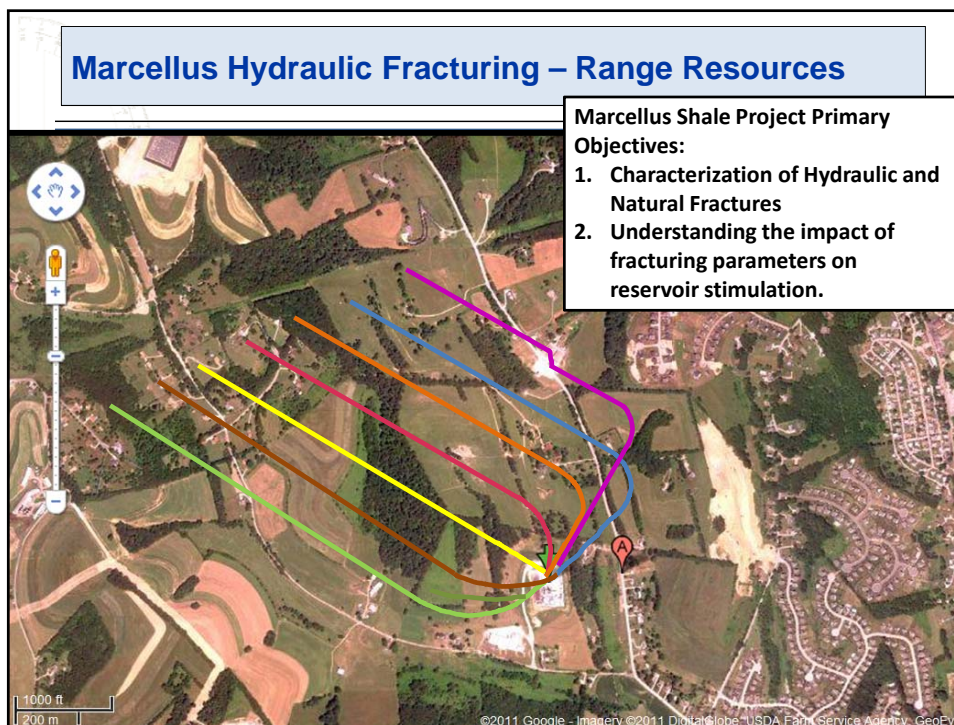 Marcellus Hydraulic Fracturing – Range Resources
Marcellus Shale Project Primary
Objectives:
1. Characterization of Hydraulic and
Natural Fractures
2. Understanding the impact of
fracturing parameters on
reservoir stimulation.
A
1000 ft
200 m
©2011 Google - Imagery ©2011 DigitalGlobe, USDA Farm Service Agency, GeoEy